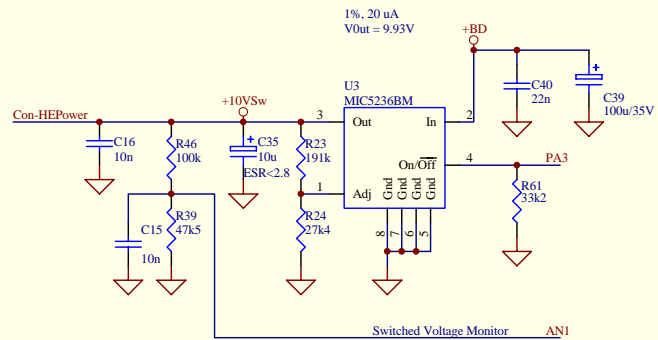 1%, 20 uA
V0ut = 9.93V
+BD
U3
MIC5236BM
C40
22n
C39
100u/35V
Con-HEPower
+10VSw
3
Out
In
2
C16
10n
R46
100k
C35
10u
ESR<2.8
R23
191k
On/Off
4
PA3
1
Adj
Gnd
Gnd
Gnd
Gnd
R61
33k2
C15
10n
R39
47k5
R24
27k4
8
7
6
5
Switched Voltage Monitor
AN1